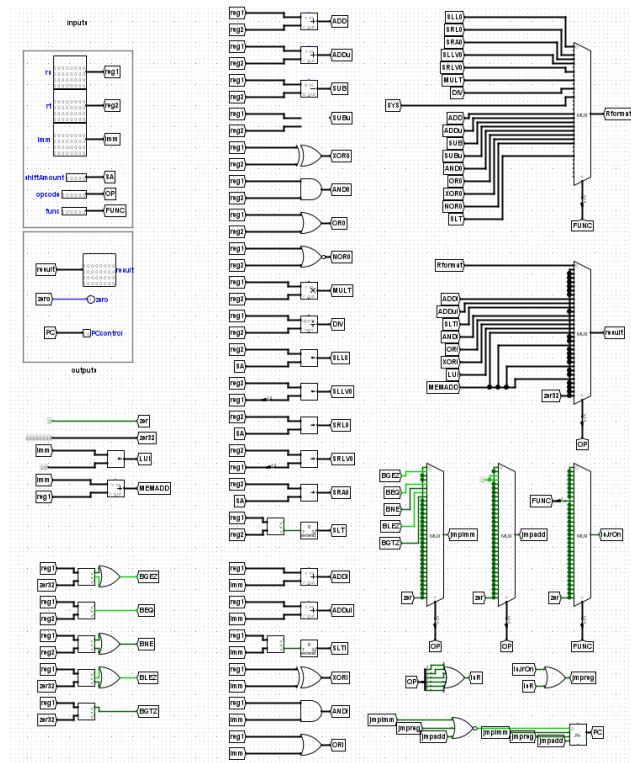 inputs
rs
reg1
rt
reg2
Imm
Imm
shiftAmount
SA
opcode
OP
func
FUNC
result
result
zero
zero
PC
PCcontrol
outputs
zer
zer32
Imm
LUI
Imm
reg1
MEMADD
reg1
zer32
BGEZ
reg1
reg2
BEQ
reg1
reg2
BNE
reg1
zer32
BLEZ
reg1
zer32
BGTZ
reg1
reg2
ADD
reg1
reg2
ADDu
reg1
reg2
SUB
reg1
reg2
SUBu
reg1
reg2
XOR0
reg1
reg2
AND0
reg1
reg2
OR0
reg1
reg2
NOR0
reg1
reg2
MULT
reg1
reg2
DIV
reg2
SA
SLL0
reg2
reg1
SLLV0
reg2
SA
SRL0
reg2
reg1
SRLV0
reg2
SA
SRA0
reg1
reg2
SLT
reg1
Imm
ADDI
reg1
Imm
ADDuI
reg1
Imm
SLTI
reg1
Imm
XORI
reg1
Imm
ANDI
reg1
Imm
ORI
SLL0
SRL0
SRA0
SLLV0
SRLV0
MULT
DIV
SYS
ADD
ADDu
SUB
SUBu
AND0
OR0
XOR0
NOR0
SLT
MUX
Rformat
FUNC
Rformat
ADDI
ADDuI
SLTI
ANDI
ORI
XORI
LUI
MEMADD
zer32
MUX
result
OP
BGEZ
BEQ
BNE
BLEZ
BGTZ
zer
MUX
jmpImm
OP
zer
MUX
jmpadd
OP
FUNC
zer
MUX
isJrOn
FUNC
OP
isR
isJrOn
isR
jmpreg
jmpImm
jmpreg
jmpadd
jmpImm
jmpreg
jmpadd
PC